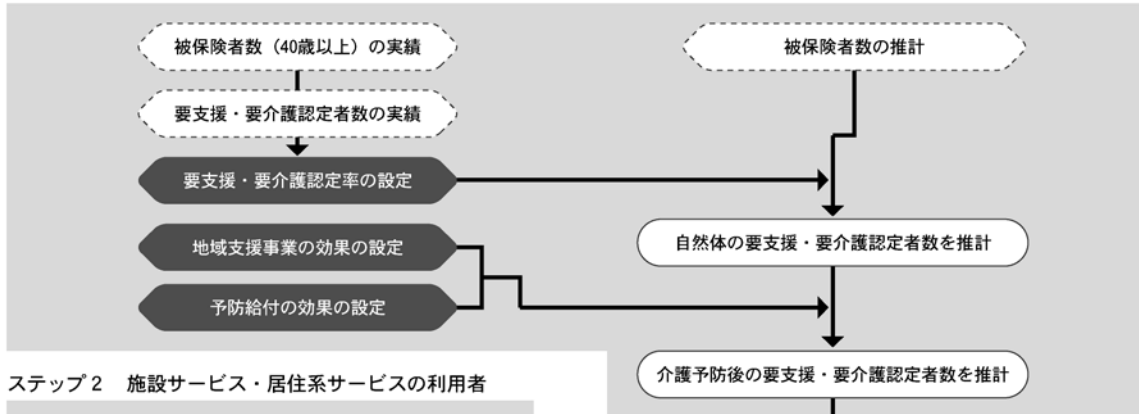 被保険者数（40歳以上）の実績
被保険者数の推計
要支援・要介護認定者数の実績
要支援・要介護認定率の設定
地域支援事業の効果の設定
自然体の要支援・要介護認定者数を推計
予防給付の効果の設定
介護予防後の要支援・要介護認定者数を推計
ステップ２　施設サービス・居住系サービスの利用者